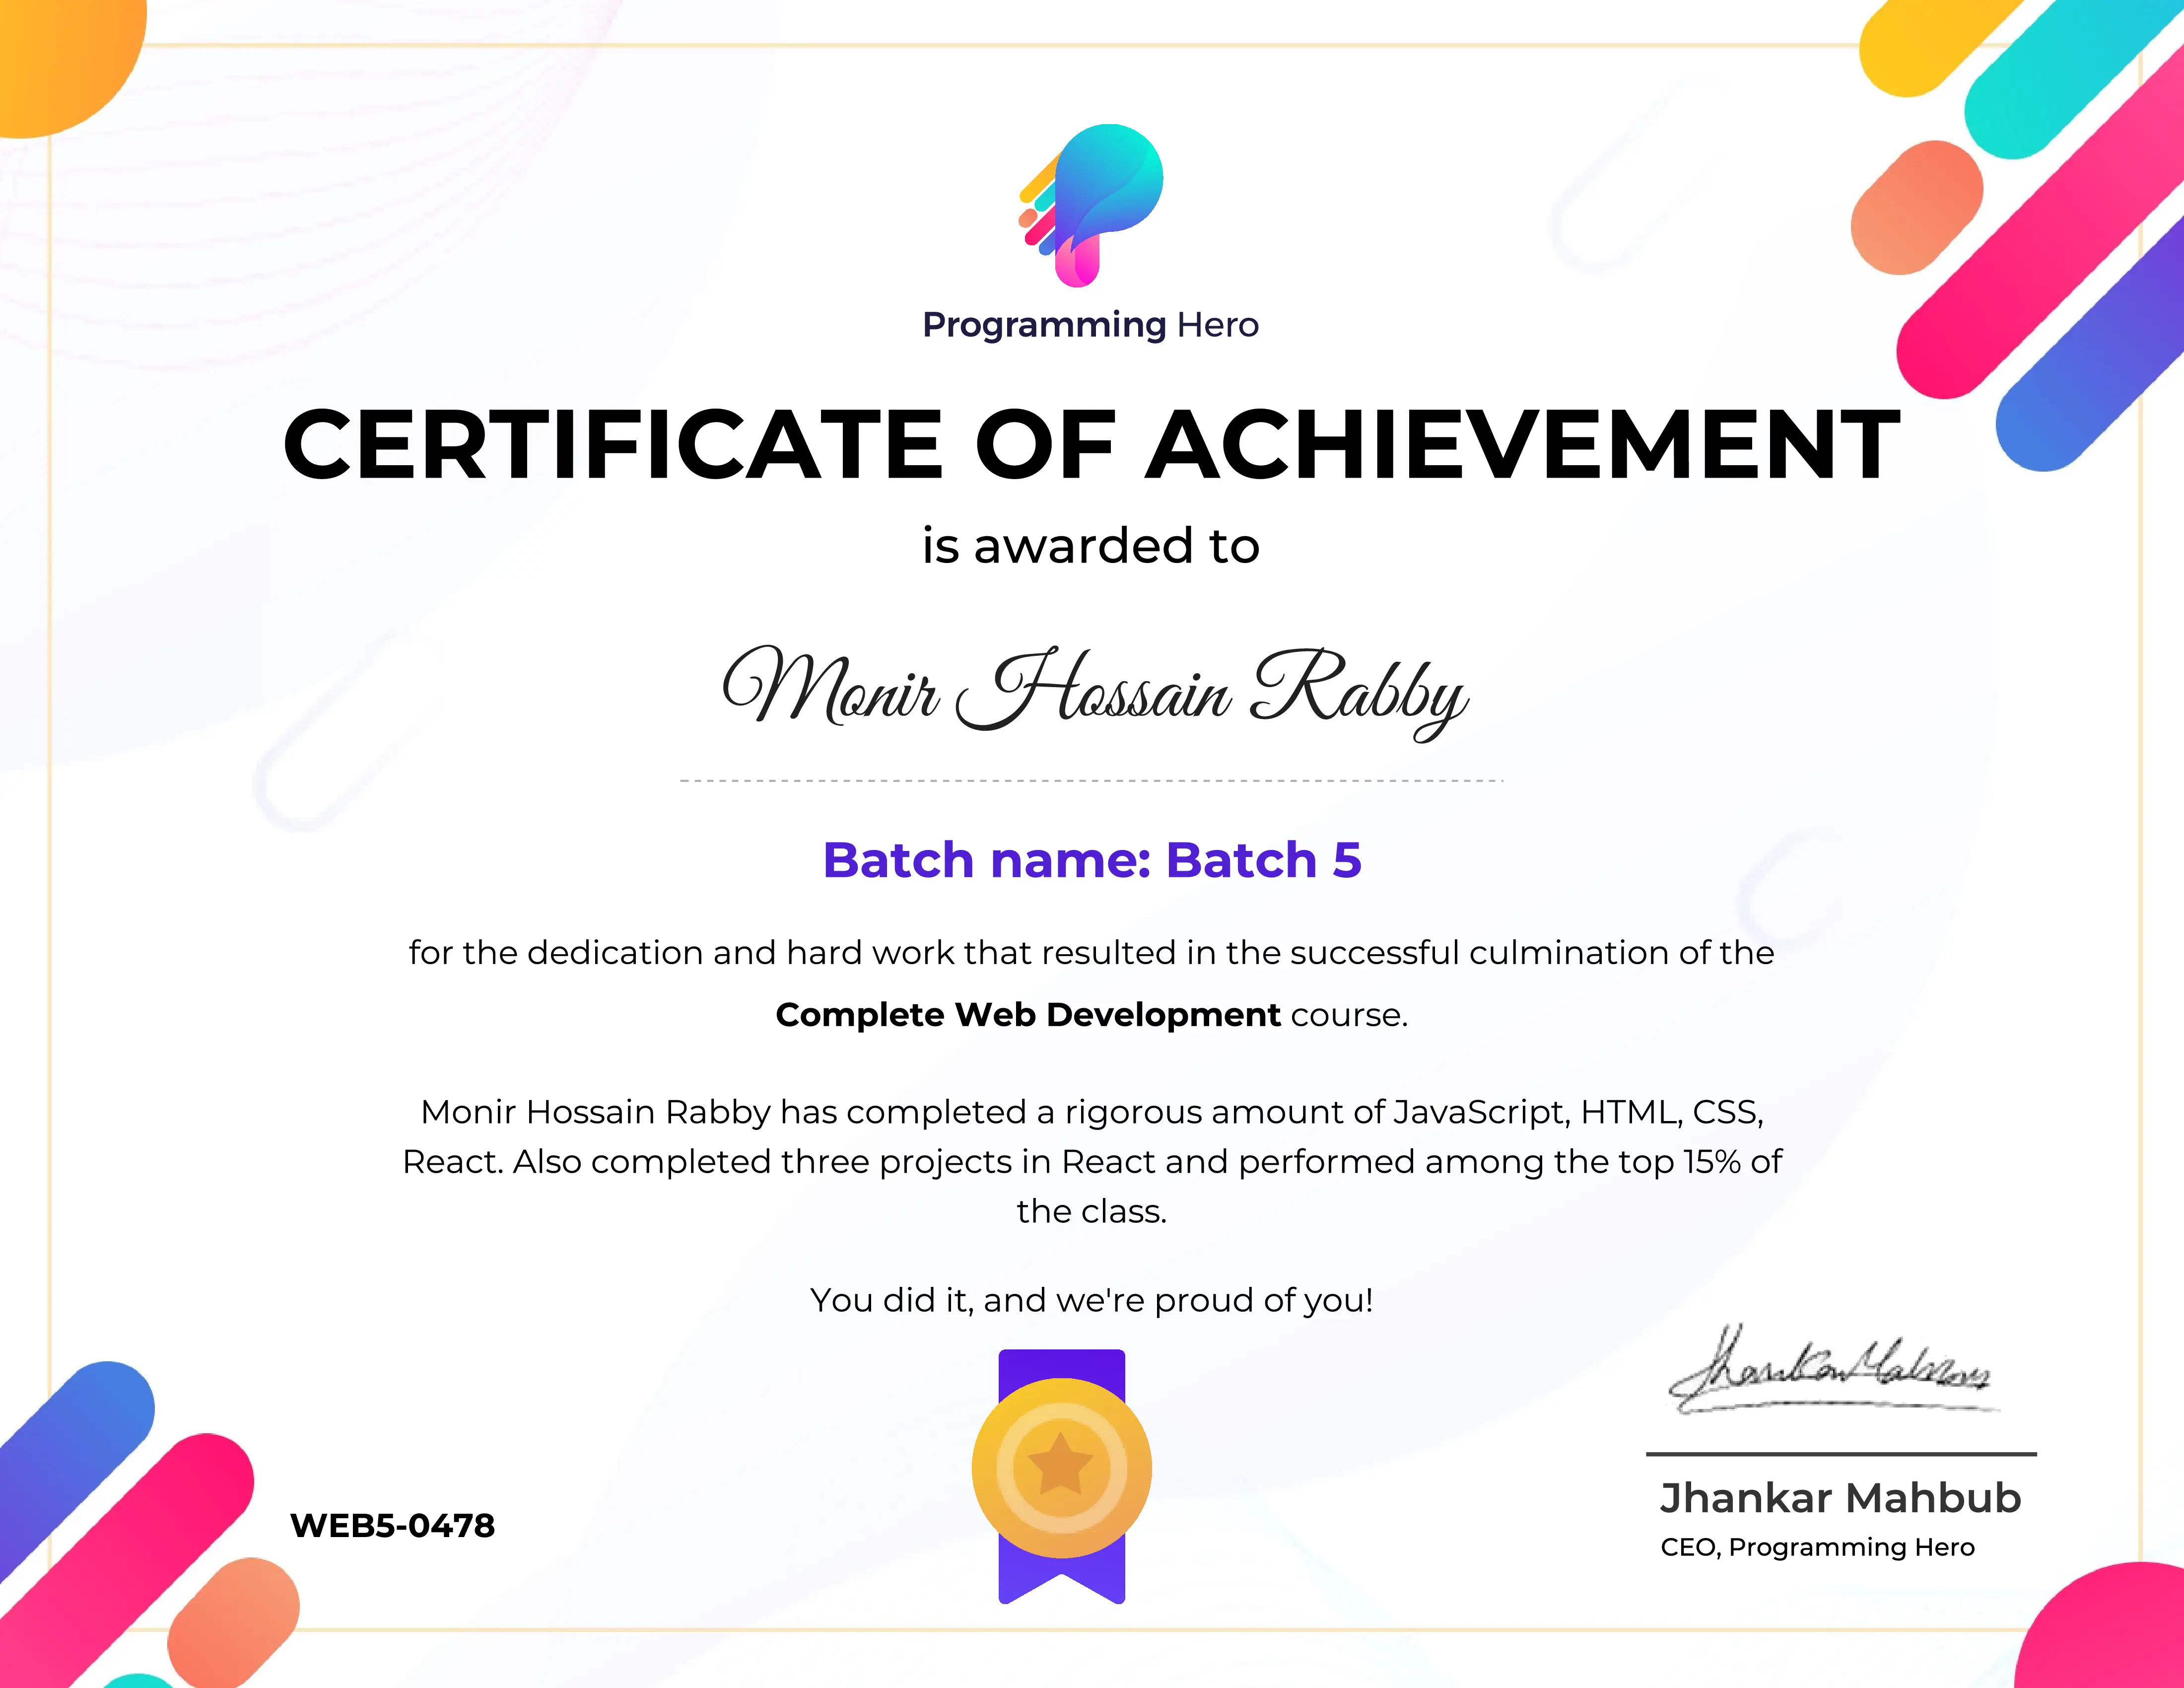 Programming Hero
CERTIFICATE OF ACHIEVEMENT
is awarded to
Monir Hossain Rabby
Batch name: Batch 5
for the dedication and hard work that resulted in the successful culmination of the
Complete Web Development course.
Monir Hossain Rabby has completed a rigorous amount of JavaScript, HTML, CSS,
React. Also completed three projects in React and performed among the top 15% of
the class.
You did it, and we're proud of you!
WEB5-0478
Jhankar Mahbub
Jhankar Mahbub
CEO, Programming Hero